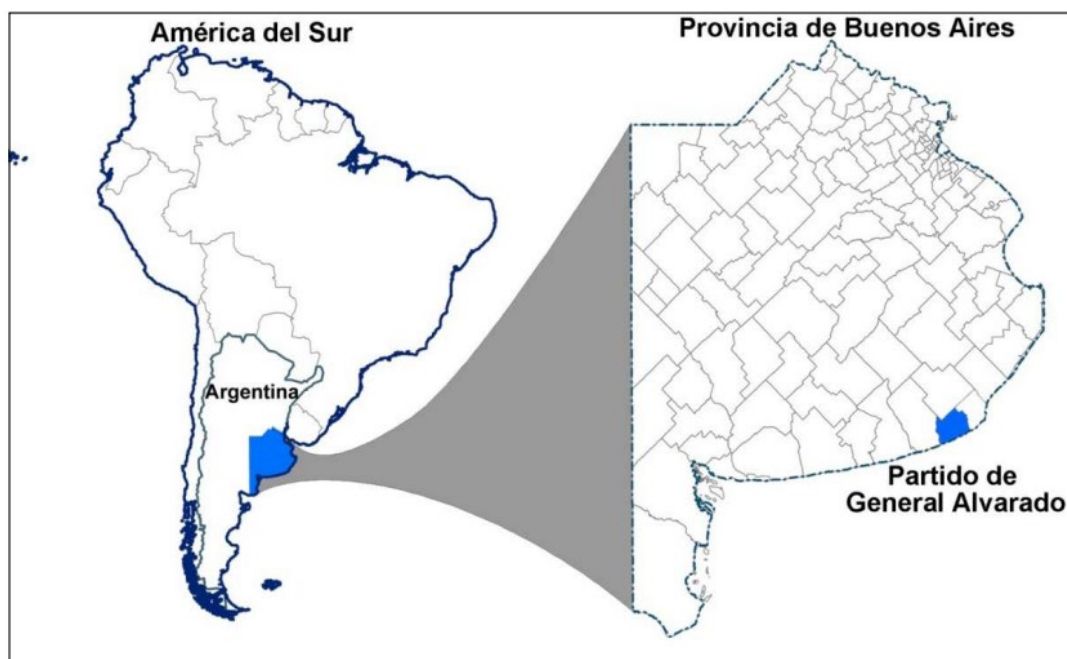 América del Sur
Provincia de Buenos Aires
Argentina
Partido de
General Alvarado